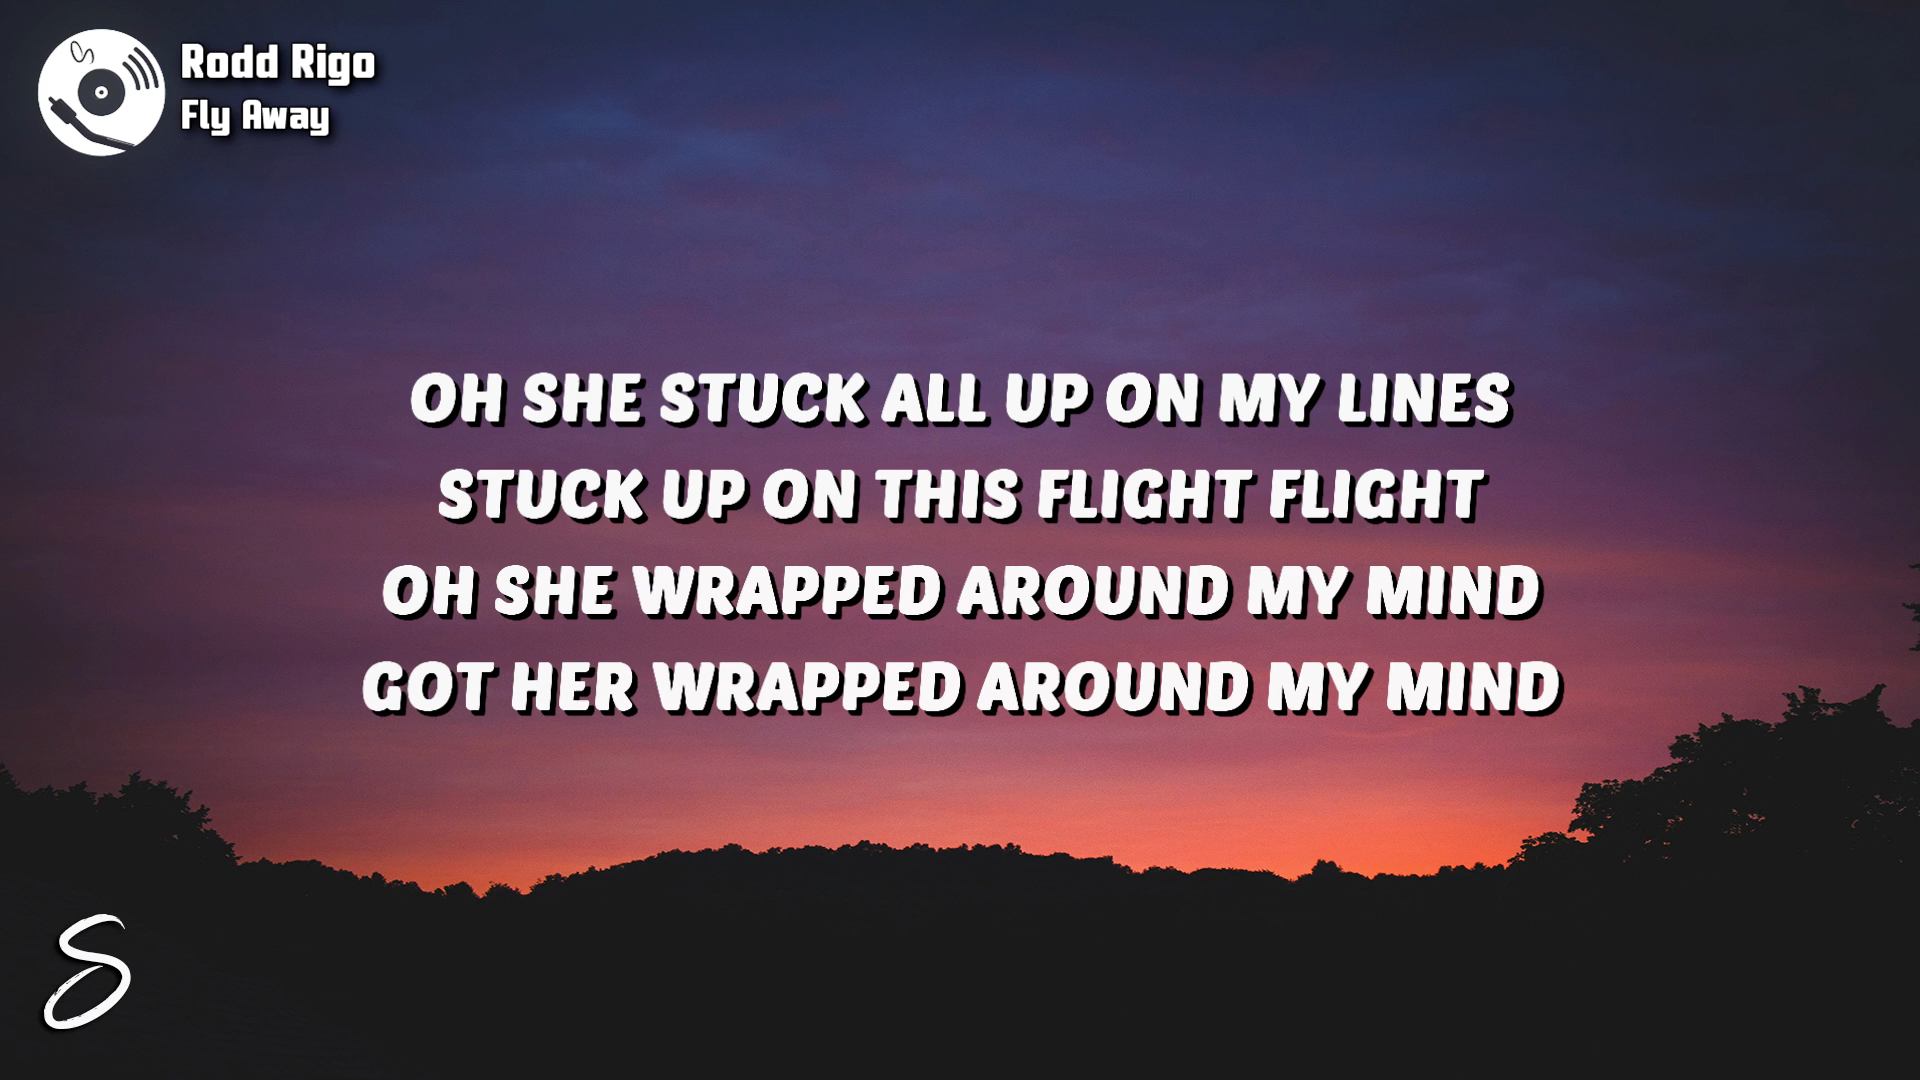 Rodd Rigo
Fly Away
OH SHE STUCK ALL UP ON MY LINES
STUCK UP ON THIS FLIGHT FLIGHT
OH SHE WRAPPED AROUND MY MIND
GOT HER WRAPPED AROUND MY MIND
S